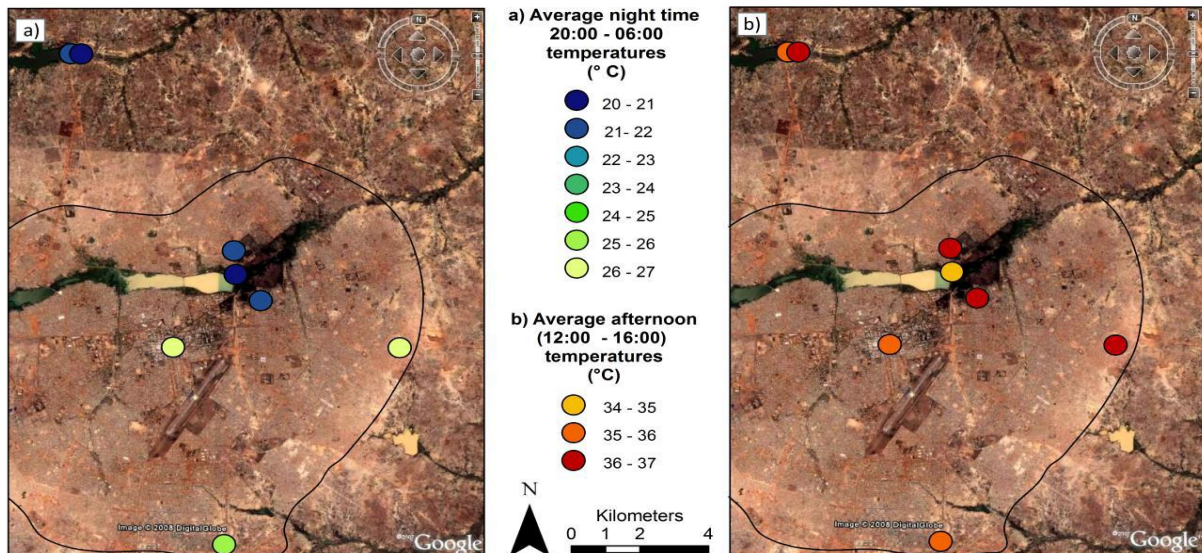 a)
N
Image © 2008 DigitalGlobe
Google
a) Average night time
20:00 - 06:00
temperatures
(° C)
20 - 21
21- 22
22 - 23
23 - 24
24 - 25
25 - 26
26 - 27
b) Average afternoon
(12:00 - 16:00)
temperatures
(°C)
34 - 35
35 - 36
36 - 37
N
Kilometers
0 1 2 4
b)
N
Image © 2008 DigitalGlobe
Google